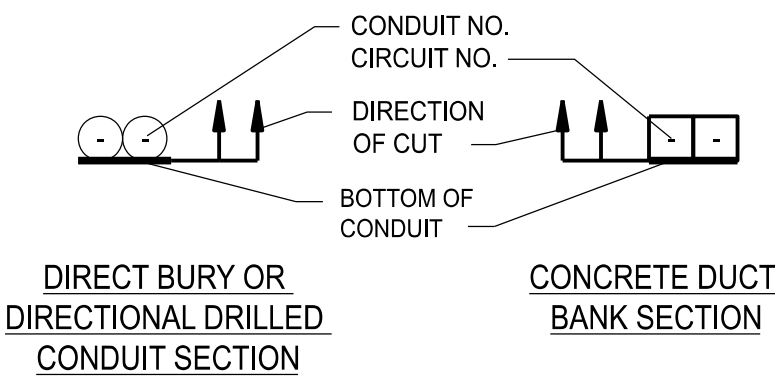 CONDUIT NO.
CIRCUIT NO.
DIRECTION
OF CUT
BOTTOM OF
CONDUIT
DIRECT BURY OR
DIRECTIONAL DRILLED
CONDUIT SECTION
CONCRETE DUCT
BANK SECTION